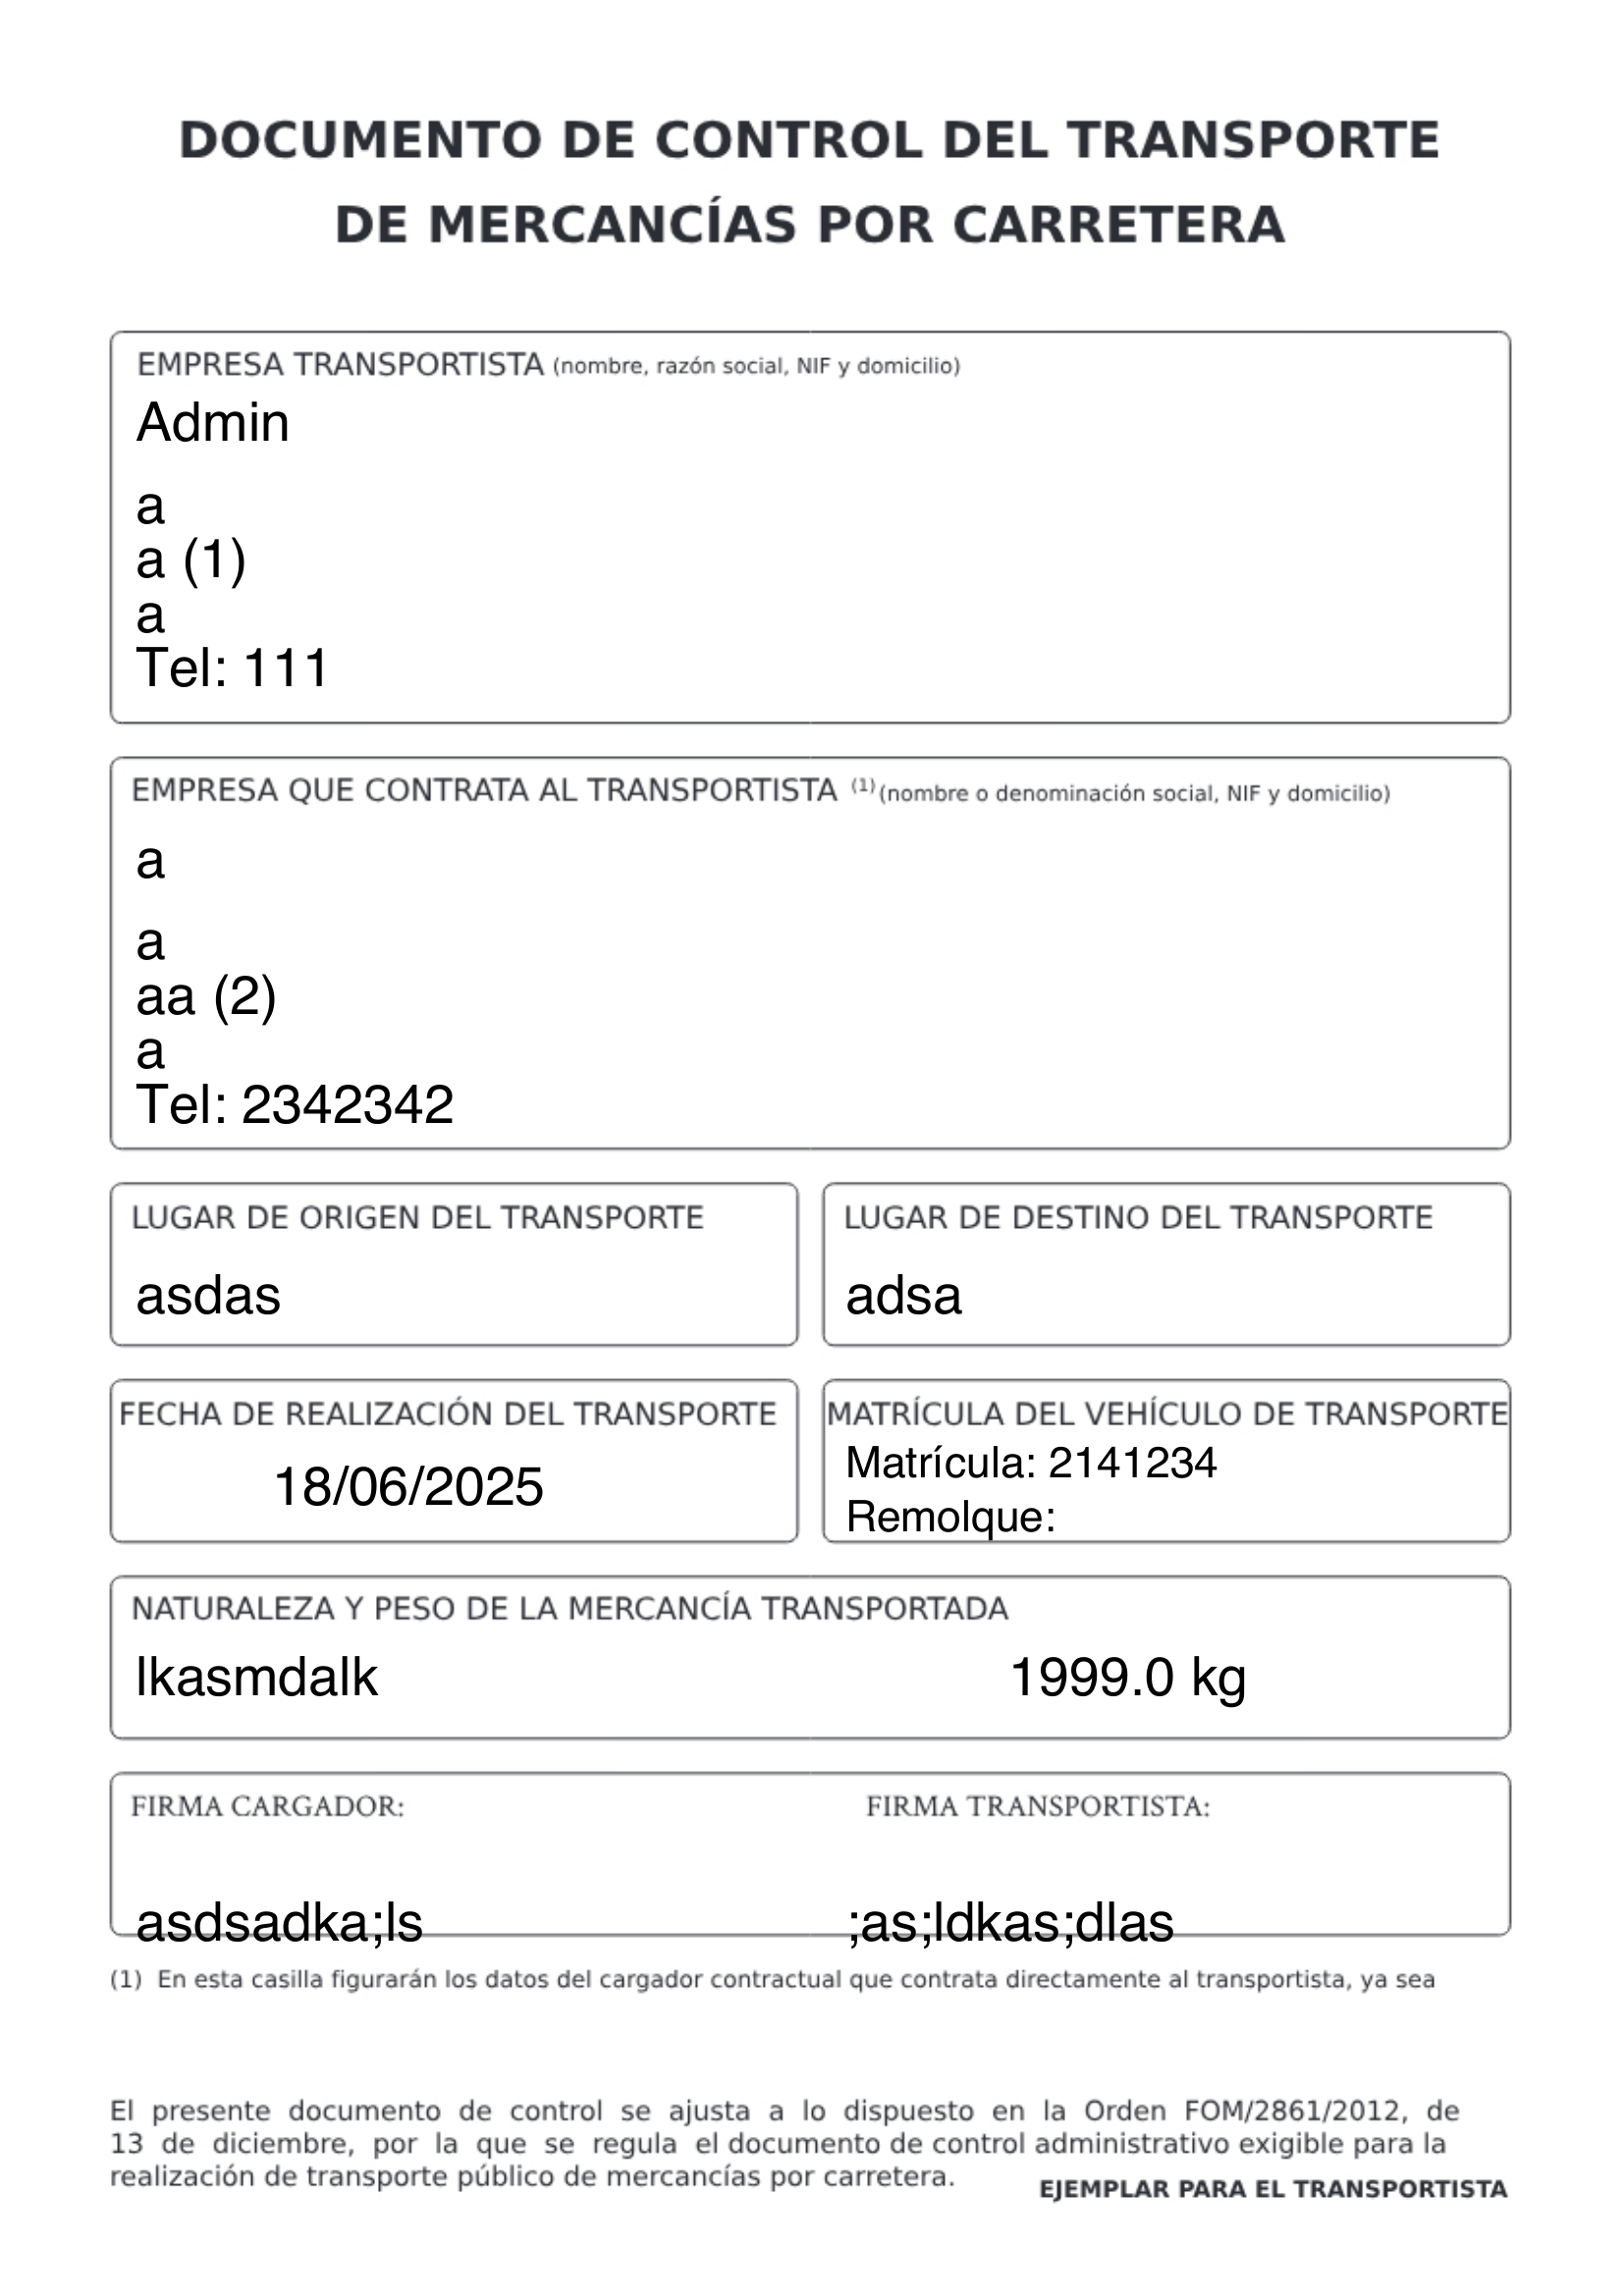 DOCUMENTO DE CONTROL DEL TRANSPORTE
DE MERCANCÍAS POR CARRETERA
EMPRESA TRANSPORTISTA (nombre, razón social, NIF y domicilio)
Admin
a
a (1)
a
Tel: 111
EMPRESA QUE CONTRATA AL TRANSPORTISTA (1) (nombre o denominación social, NIF y domicilio)
a
a
aa (2)
a
Tel: 2342342
LUGAR DE ORIGEN DEL TRANSPORTE
asdas
LUGAR DE DESTINO DEL TRANSPORTE
adsa
FECHA DE REALIZACIÓN DEL TRANSPORTE
18/06/2025
MATRÍCULA DEL VEHÍCULO DE TRANSPORTE
Matrícula: 2141234
Remolque:
NATURALEZA Y PESO DE LA MERCANCÍA TRANSPORTADA
lkasmdalk 1999.0 kg
FIRMA CARGADOR: FIRMA TRANSPORTISTA:
asdsadka;ls ;as;ldkas;dlas
(1) En esta casilla figurarán los datos del cargador contractual que contrata directamente al transportista, ya sea
El presente documento de control se ajusta a lo dispuesto en la Orden FOM/2861/2012, de
13 de diciembre, por la que se regula el documento de control administrativo exigible para la
realización de transporte público de mercancías por carretera.
EJEMPLAR PARA EL TRANSPORTISTA